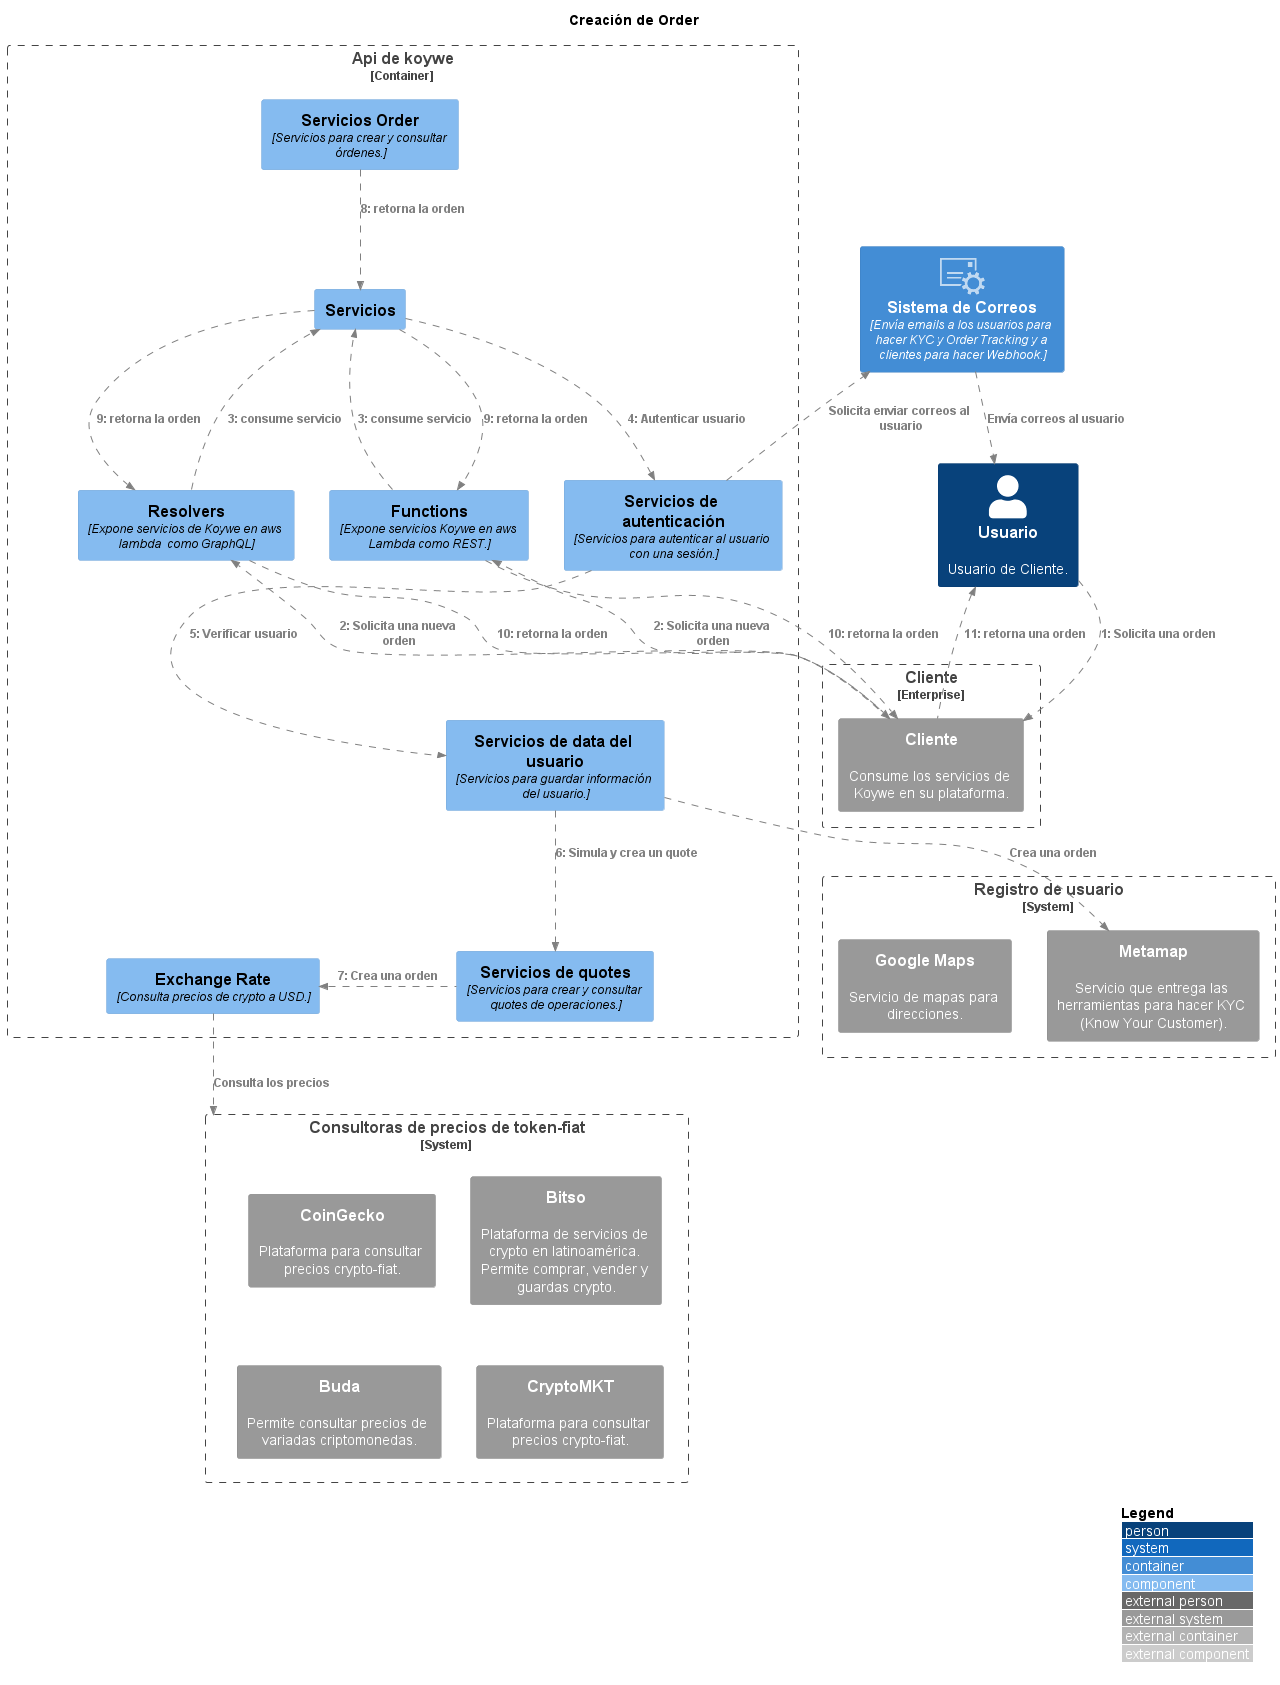 Creación de Order
Api de koywe
[Container]
Servicios Order
[Servicios para crear y consultar
órdenes.]
8: retorna la orden
Servicios
Sistema de Correos
[Envía emails a los usuarios para
hacer KYC y Order Tracking y a
clientes para hacer Webhook.]
9: retorna la orden
3: consume servicio
3: consume servicio
9: retorna la orden
4: Autenticar usuario
Solicita enviar correos al
usuario
Envía correos al usuario
Resolvers
[Expone servicios de Koywe en aws
lambda  como GraphQL]
Functions
[Expone servicios Koywe en aws
Lambda como REST.]
Servicios de
autenticación
[Servicios para autenticar al usuario
con una sesión.]
Usuario
Usuario de Cliente.
5: Verificar usuario
2: Solicita una nueva
orden
10: retorna la orden
2: Solicita una nueva
orden
10: retorna la orden
11: retorna una orden
1: Solicita una orden
Cliente
[Enterprise]
Cliente
Consume los servicios de
Koywe en su plataforma.
Servicios de data del
usuario
[Servicios para guardar información
del usuario.]
6: Simula y crea un quote
Crea una orden
Registro de usuario
[System]
Google Maps
Servicio de mapas para
direcciones.
Metamap
Servicio que entrega las
herramientas para hacer KYC
(Know Your Customer).
Exchange Rate
[Consulta precios de crypto a USD.]
7: Crea una orden
Servicios de quotes
[Servicios para crear y consultar
quotes de operaciones.]
Consulta los precios
Consultoras de precios de token-fiat
[System]
CoinGecko
Plataforma para consultar
precios crypto-fiat.
Bitso
Plataforma de servicios de
crypto en latinoamérica.
Permite comprar, vender y
guardas crypto.
Buda
Permite consultar precios de
variadas criptomonedas.
CryptoMKT
Plataforma para consultar
precios crypto-fiat.
Legend
person
system
container
component
external person
external system
external container
external component